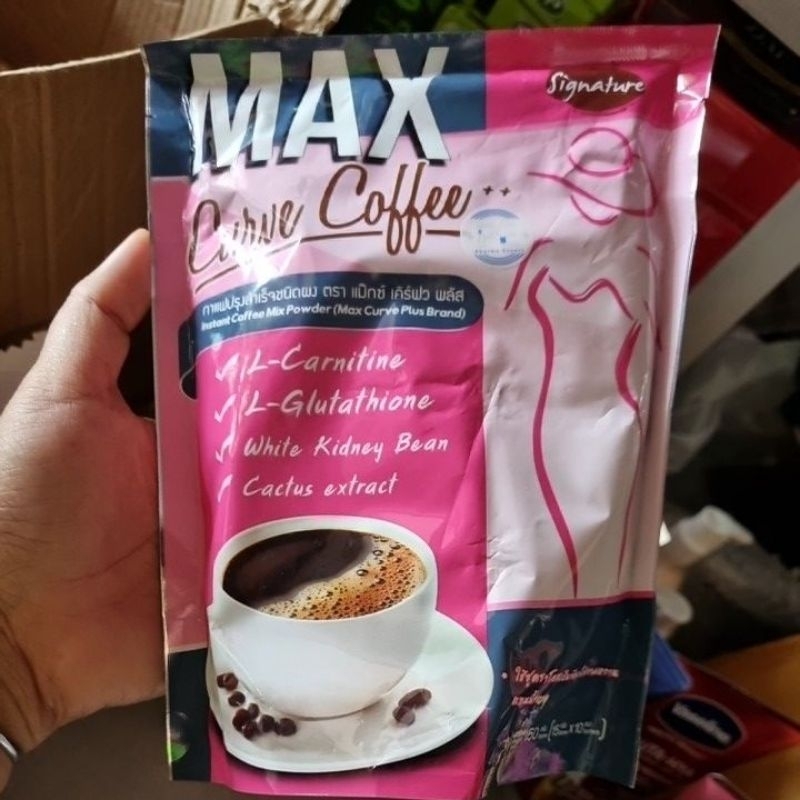 MAX
Signature
Curve Coffee ++
กาแฟปรุงสำเร็จชนิดผง ตรา แม็กซ์ เคิร์ฟว พลัส
Instant Coffee Mix Powder (Max Curve Plus Brand)
L-Carnitine
L-Glutathione
White Kidney Bean
Cactus extract